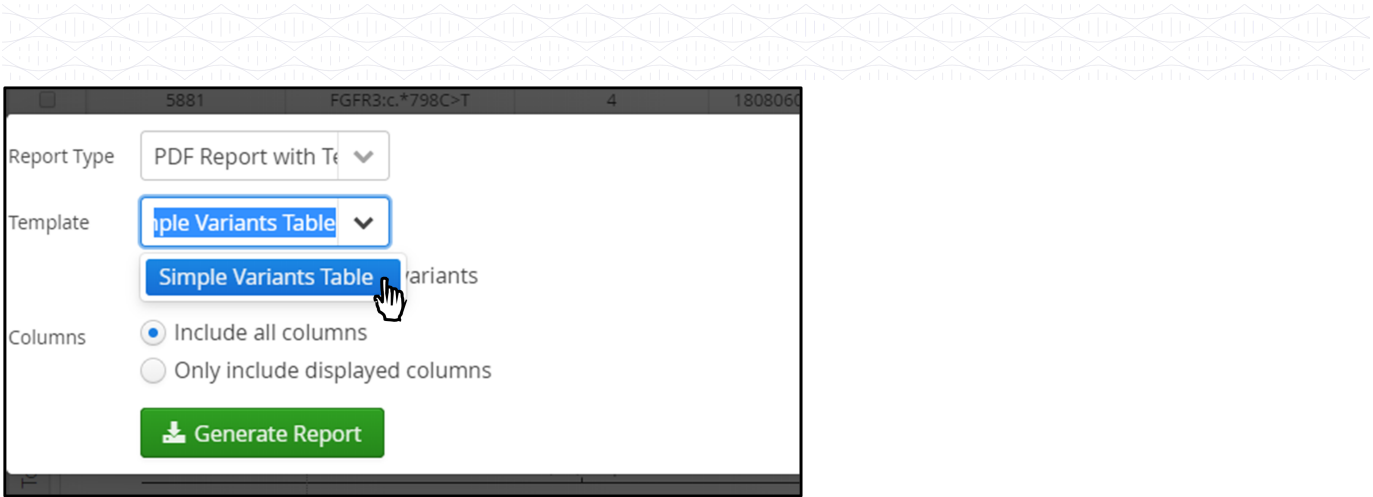 5881 FGFR3:c.*798C>T 4 1808060
Report Type PDF Report with Te
Template mple Variants Table
Simple Variants Table variants
Columns Include all columns
Only include displayed columns
Generate Report